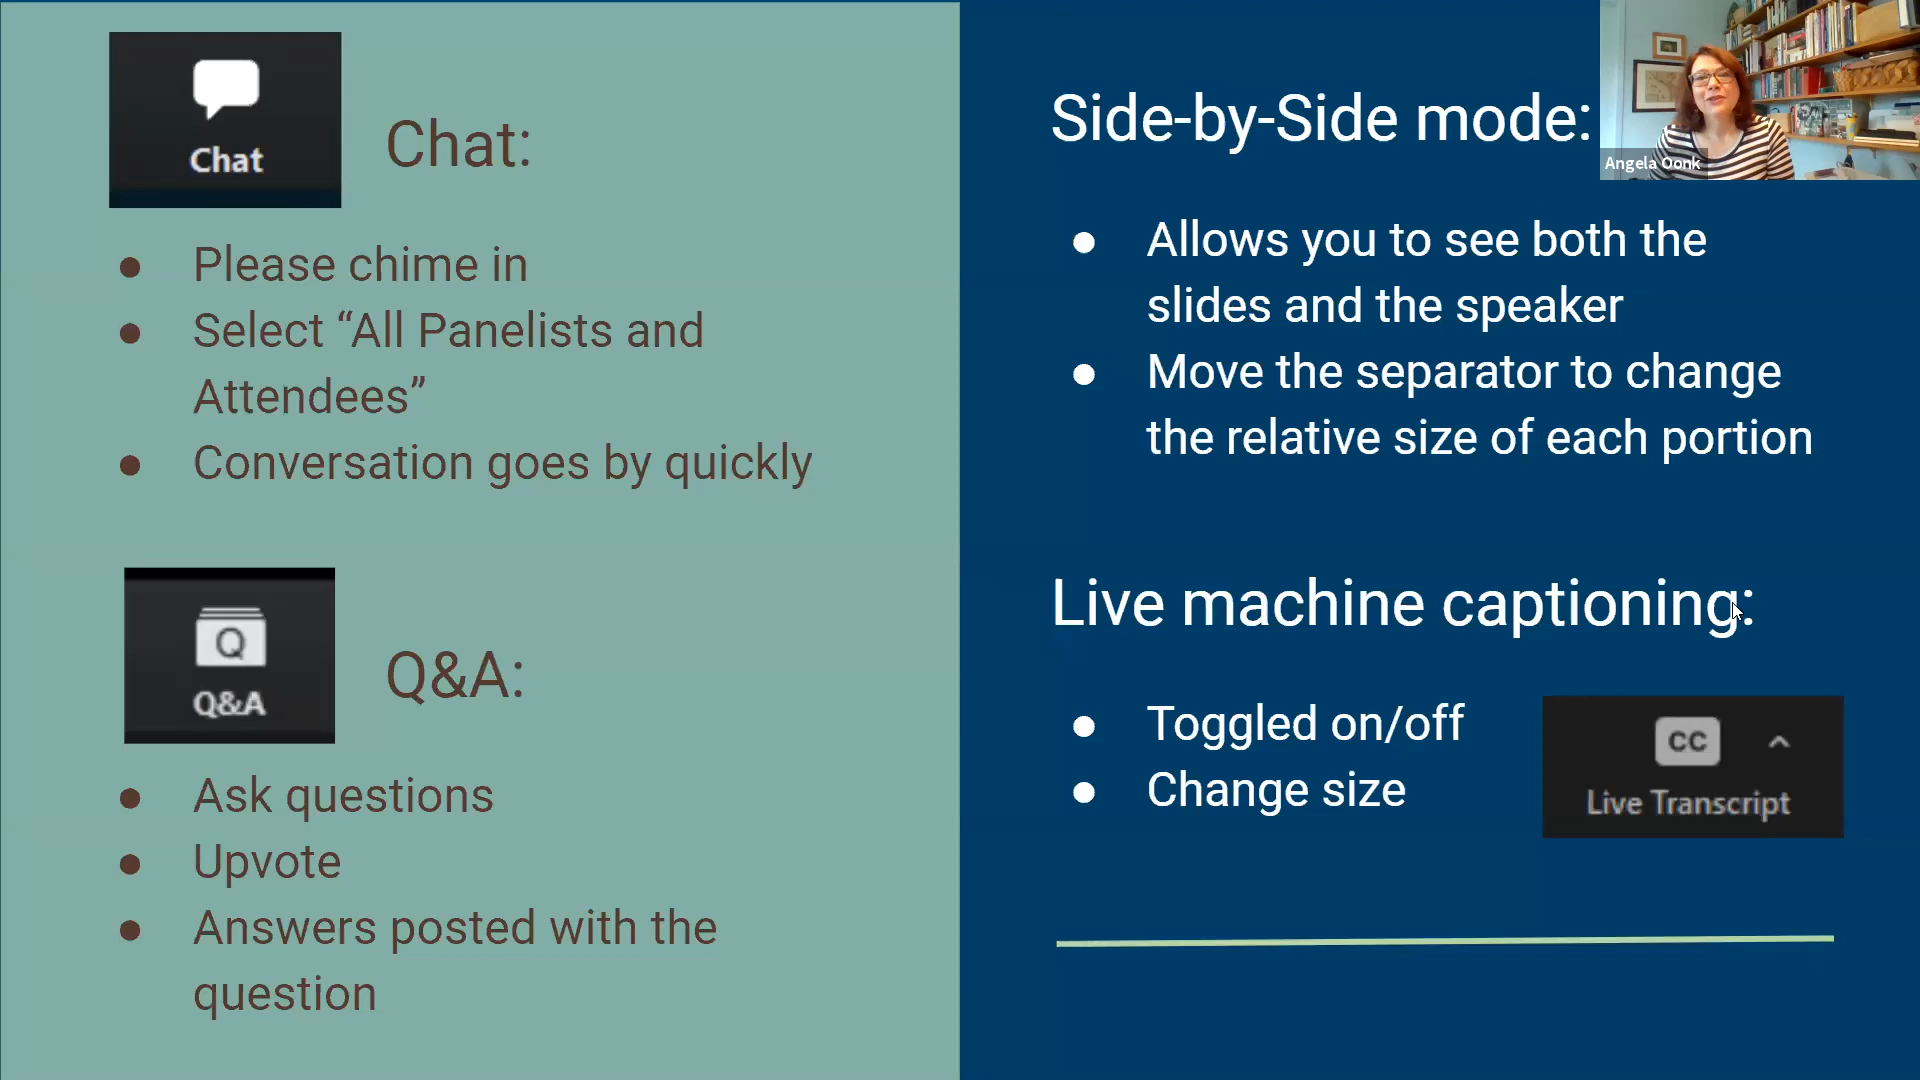 Chat
Chat:
● Please chime in
● Select “All Panelists and
Attendees”
● Conversation goes by quickly
Q
Q&A
Q&A:
● Ask questions
● Upvote
● Answers posted with the
question
Side-by-Side mode:
● Allows you to see both the
slides and the speaker
● Move the separator to change
the relative size of each portion
Live machine captioning:
● Toggled on/off
● Change size
CC
Live Transcript
Angela Oonk